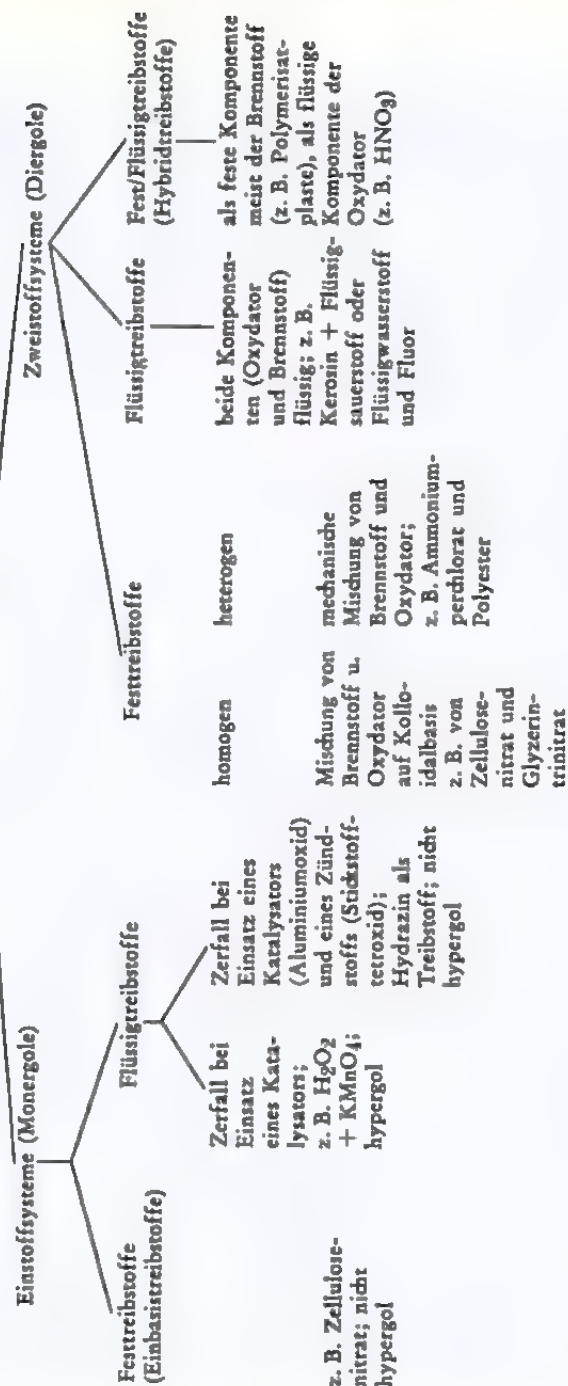 Einstoffsysteme (Monergole)
Zweistoffsysteme (Diergole)
Festtreibstoffe
(Einbasistreibstoffe)
Flüssigtreibstoffe
Festtreibstoffe
Flüssigtreibstoffe
Fest/Flüssigtreibstoffe
(Hybridtreibstoffe)
z. B. Zellulose-
nitrat; nicht
hypergol
Zerfall bei
Einsatz
eines Kata-
lysators;
z. B. H₂O₂
+ KMnO₄;
hypergol
Zerfall bei
Einsatz eines
Katalysators
(Aluminiumoxid)
und eines Zünd-
stoffs (Stickstoff-
tetroxid);
Hydrazin als
Treibstoff; nicht
hypergol
homogen
Mischung von
Brennstoff u.
Oxydator
auf Kollo-
idalbasis
z. B. von
Zellulose-
nitrat und
Glyzerin-
trinitrat
heterogen
mechanische
Mischung von
Brennstoff und
Oxydator;
z. B. Ammonium-
perchlorat und
Polyester
beide Komponen-
ten (Oxydator
und Brennstoff)
flüssig; z. B.
Kerosin + Flüssig-
sauerstoff oder
Flüssigwasserstoff
und Fluor
als feste Komponente
meist der Brennstoff
(z. B. Polymerisat-
plaste), als flüssige
Komponente der
Oxydator
(z. B. HNO₃)